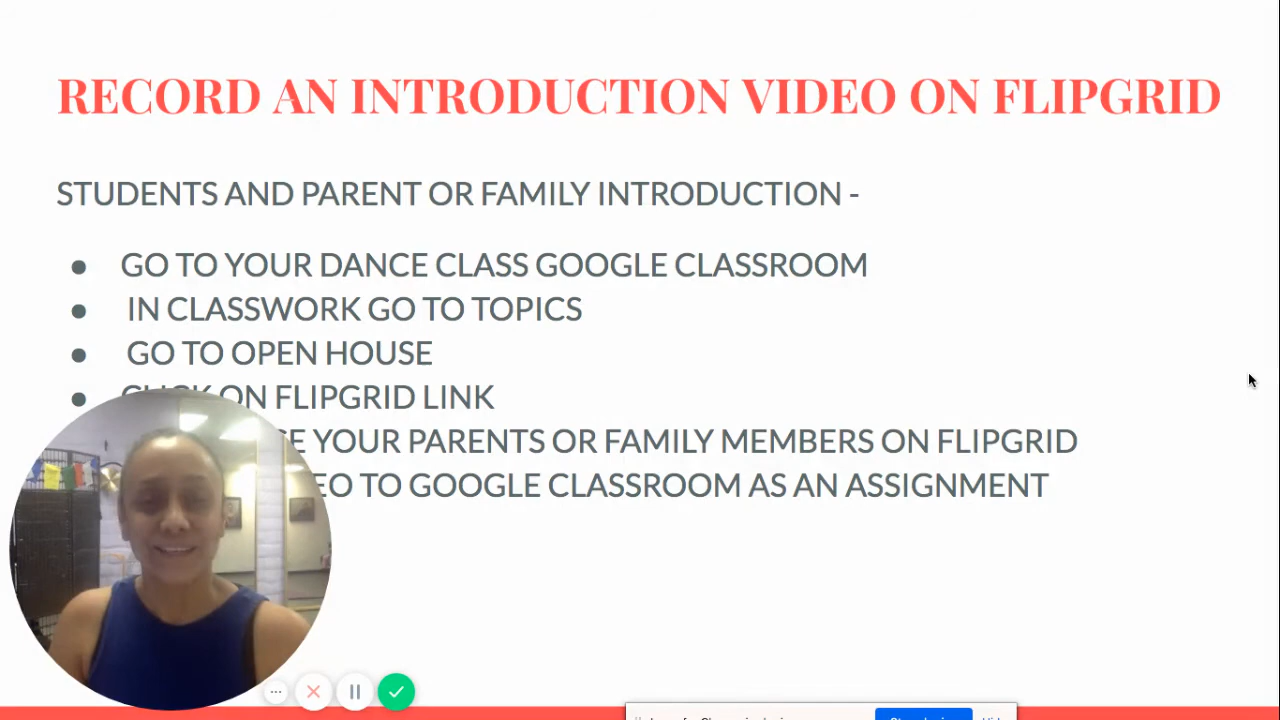 RECORD AN INTRODUCTION VIDEO ON FLIPGRID
STUDENTS AND PARENT OR FAMILY INTRODUCTION -
● GO TO YOUR DANCE CLASS GOOGLE CLASSROOM
● IN CLASSWORK GO TO TOPICS
● GO TO OPEN HOUSE
● CLICK ON FLIPGRID LINK
YOUR PARENTS OR FAMILY MEMBERS ON FLIPGRID
TO GOOGLE CLASSROOM AS AN ASSIGNMENT